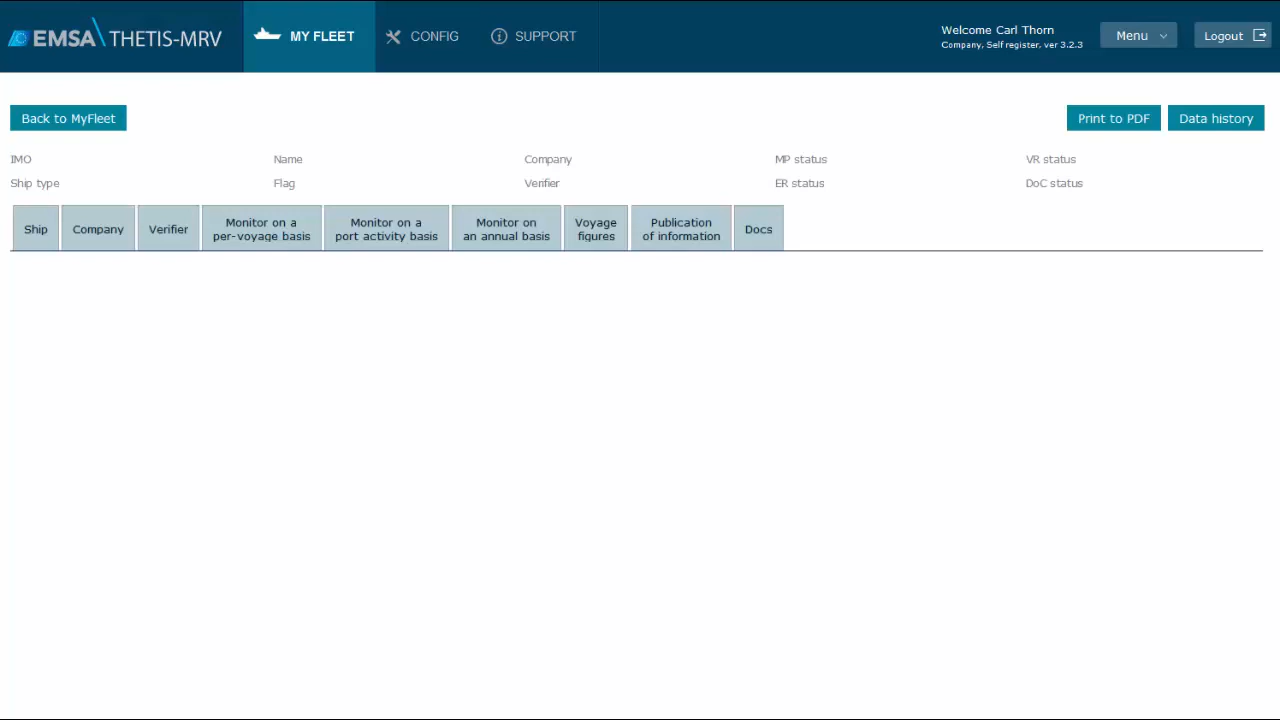 EMSA THETIS-MRV
MY FLEET
CONFIG
SUPPORT
Welcome Carl Thorn
Company, Self register, ver 3.2.3
Menu
Logout
Back to MyFleet
Print to PDF
Data history
IMO
Name
Company
MP status
VR status
Ship type
Flag
Verifier
ER status
DoC status
Ship
Company
Verifier
Monitor on a
per-voyage basis
Monitor on a
port activity basis
Monitor on
an annual basis
Voyage
figures
Publication
of information
Docs